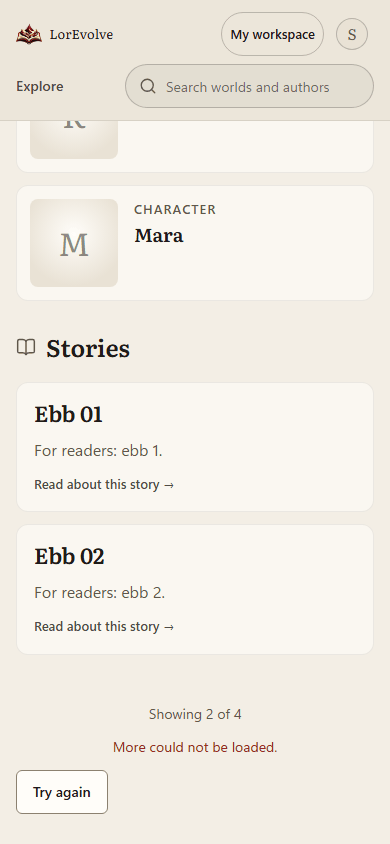 LorEvolve
My workspace
S
Explore
Search worlds and authors
M
CHARACTER
Mara
Stories
Ebb 01
For readers: ebb 1.
Read about this story →
Ebb 02
For readers: ebb 2.
Read about this story →
Showing 2 of 4
More could not be loaded.
Try again